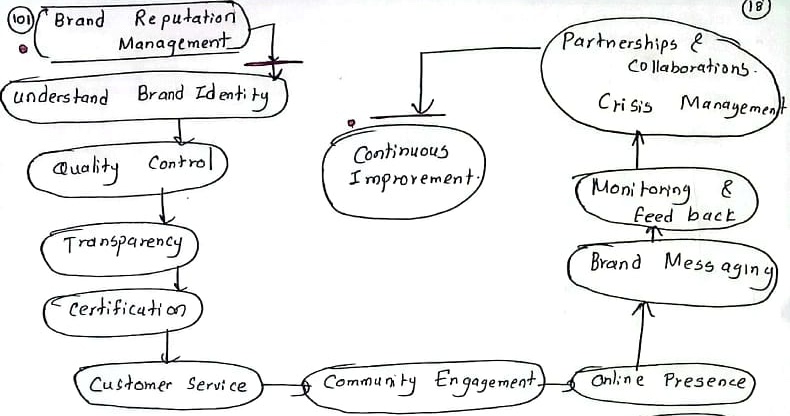 101
Brand Reputation
Management
18
understand Brand Identity
Quality Control
Transparency
Certification
Customer Service
Community Engagement
Online Presence
Brand Messaging
Monitoring &
feed back
Partnerships &
Collaborations.
Crisis Management
Continuous
Improvement.